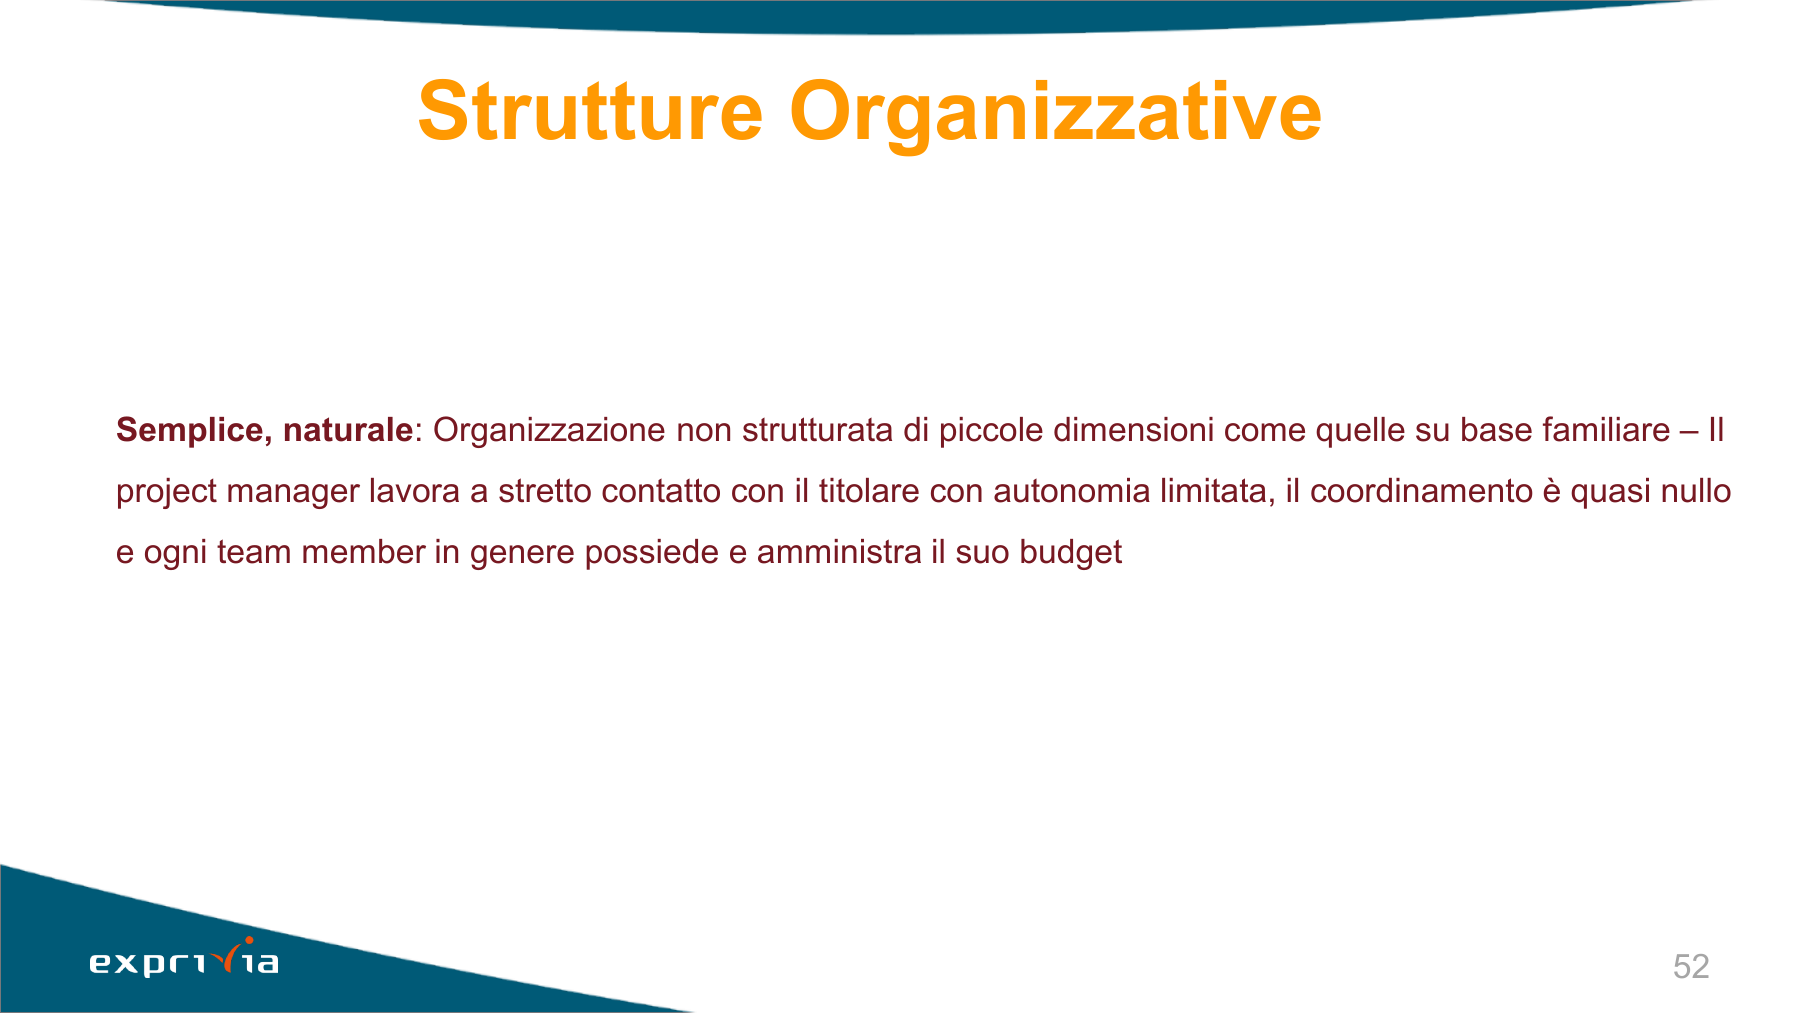 Strutture Organizzative
Semplice, naturale: Organizzazione non strutturata di piccole dimensioni come quelle su base familiare – Il
project manager lavora a stretto contatto con il titolare con autonomia limitata, il coordinamento è quasi nullo
e ogni team member in genere possiede e amministra il suo budget
exprivia
52